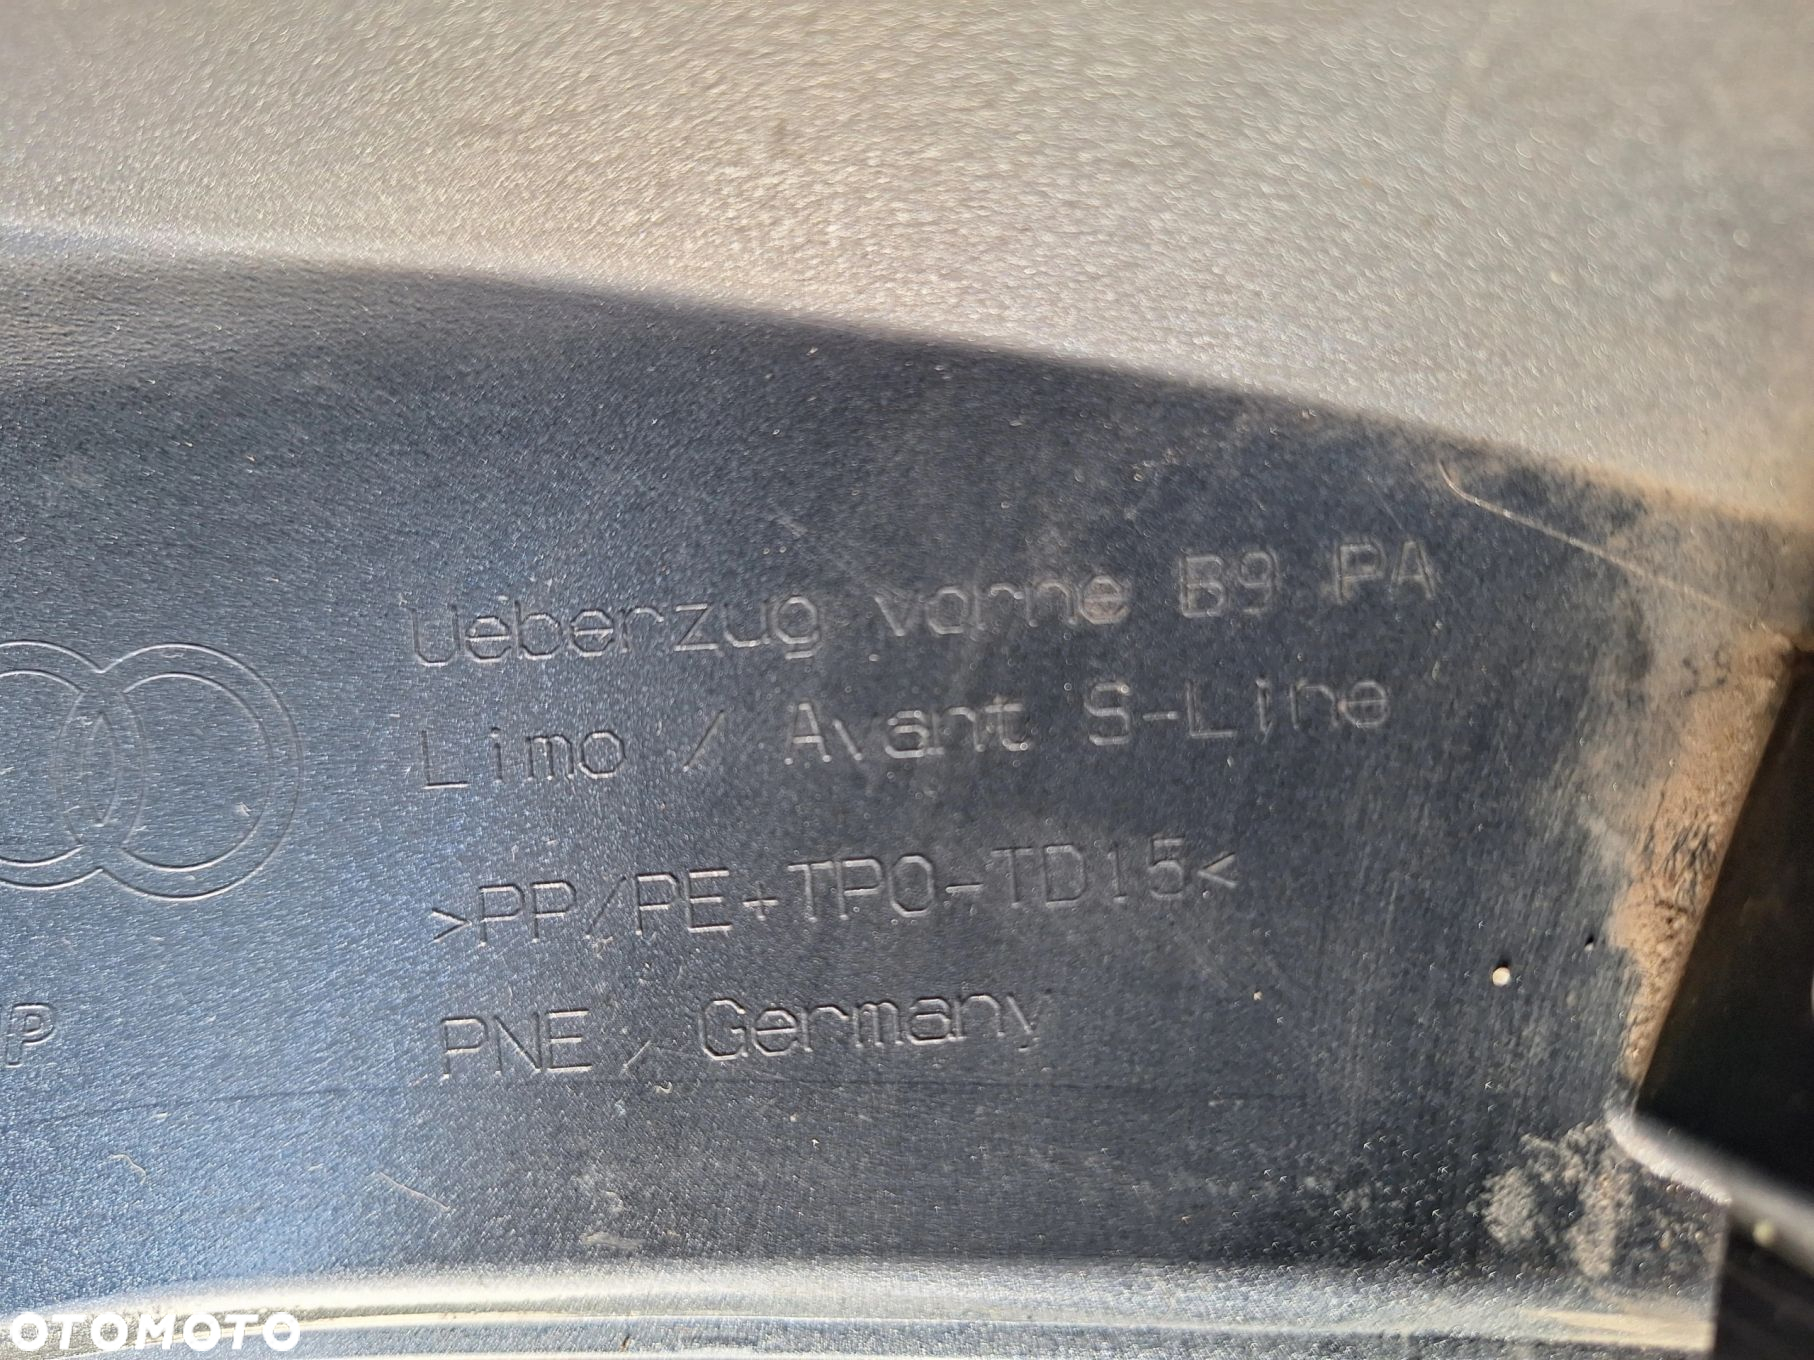 Ueberzug vorne B9 PA
Limo / Avant S-Line
>PP/PE+TPO-TD15<
P
PNE, Germany
OTOMOTO